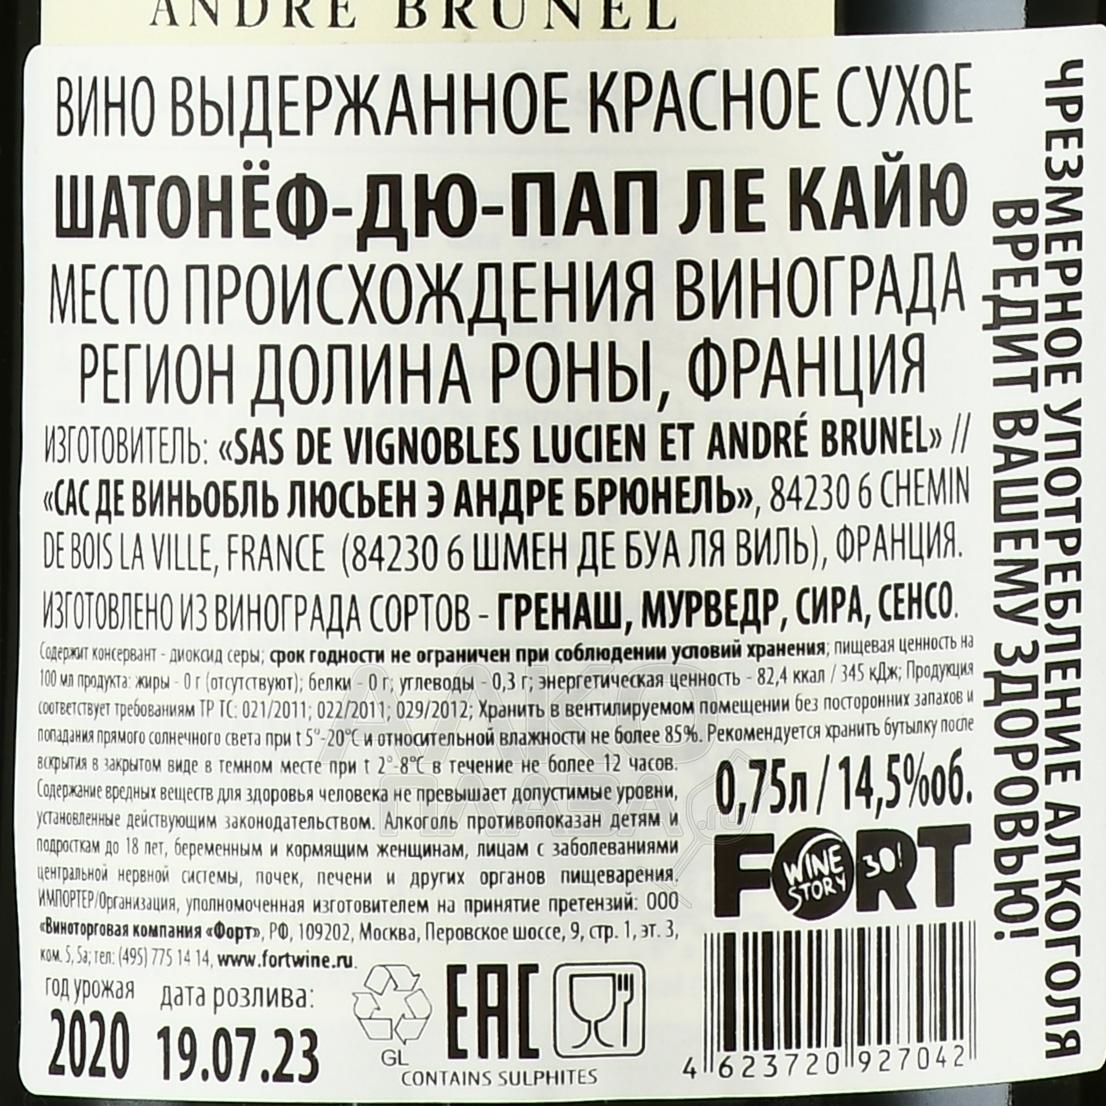 ANDRÉ BRUNEL
ВИНО ВЫДЕРЖАННОЕ КРАСНОЕ СУХОЕ
ШАТОНЁФ-ДЮ-ПАП ЛЕ КАЙЮ
МЕСТО ПРОИСХОЖДЕНИЯ ВИНОГРАДА
РЕГИОН ДОЛИНА РОНЫ, ФРАНЦИЯ
ИЗГОТОВИТЕЛЬ: «SAS DE VIGNOBLES LUCIEN ET ANDRÉ BRUNEL» //
«САС ДЕ ВИНЬОБЛЬ ЛЮСЬЕН Э АНДРЕ БРЮНЕЛЬ», 84230 6 CHEMIN
DE BOIS LA VILLE, FRANCE (84230 6 ШМЕН ДЕ БУА ЛЯ ВИЛЬ), ФРАНЦИЯ.
ИЗГОТОВЛЕНО ИЗ ВИНОГРАДА СОРТОВ - ГРЕНАШ, МУРВЕДР, СИРА, СЕНСО.
Содержит консервант - диоксид серы; срок годности не ограничен при соблюдении условий хранения; пищевая ценность на
100 мл продукта: жиры - 0 г (отсутствуют); белки - 0 г; углеводы - 0,3 г; энергетическая ценность - 82,4 ккал / 345 кДж; Продукция
соответствует требованиям ТР ТС: 021/2011; 022/2011; 029/2012; Хранить в вентилируемом помещении без посторонних запахов и
попадания прямого солнечного света при t 5°-20°C и относительной влажности не более 85%. Рекомендуется хранить бутылку после
вскрытия в закрытом виде в темном месте при t 2°-8°C в течение не более 12 часов.
Содержание вредных веществ для здоровья человека не превышает допустимые уровни,
установленные действующим законодательством. Алкоголь противопоказан детям и
подросткам до 18 лет, беременным и кормящим женщинам, лицам с заболеваниями
центральной нервной системы, почек, печени и других органов пищеварения.
ИМПОРТЕР/Организация, уполномоченная изготовителем на принятие претензий: ООО
«Виноторговая компания «Форт», РФ, 109202, Москва, Перовское шоссе, 9, стр. 1, эт. 3,
ком. 5, 5а; тел: (495) 775 14 14, www.fortwine.ru.
год урожая
2020
дата розлива:
19.07.23
GL
EAC
CONTAINS SULPHITES
0,75л / 14,5%об.
FORT
WINE
STORY
30!
4 623720 927042
ЧРЕЗМЕРНОЕ УПОТРЕБЛЕНИЕ АЛКОГОЛЯ
ВРЕДИТ ВАШЕМУ ЗДОРОВЬЮ!
АЛКО
ПЛАЗА.ru